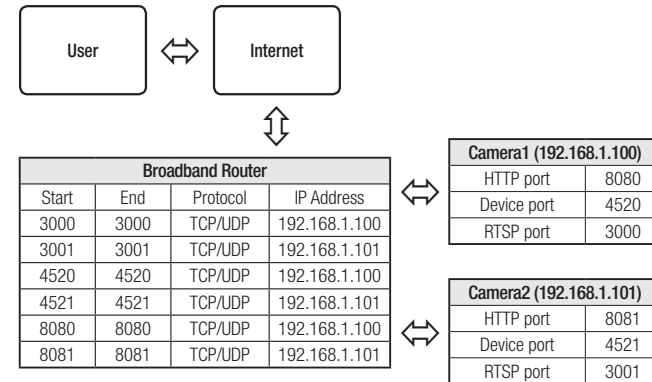 User
Internet
Broadband Router
Start End Protocol IP Address
3000 3000 TCP/UDP 192.168.1.100
3001 3001 TCP/UDP 192.168.1.101
4520 4520 TCP/UDP 192.168.1.100
4521 4521 TCP/UDP 192.168.1.101
8080 8080 TCP/UDP 192.168.1.100
8081 8081 TCP/UDP 192.168.1.101
Camera1 (192.168.1.100)
HTTP port 8080
Device port 4520
RTSP port 3000
Camera2 (192.168.1.101)
HTTP port 8081
Device port 4521
RTSP port 3001